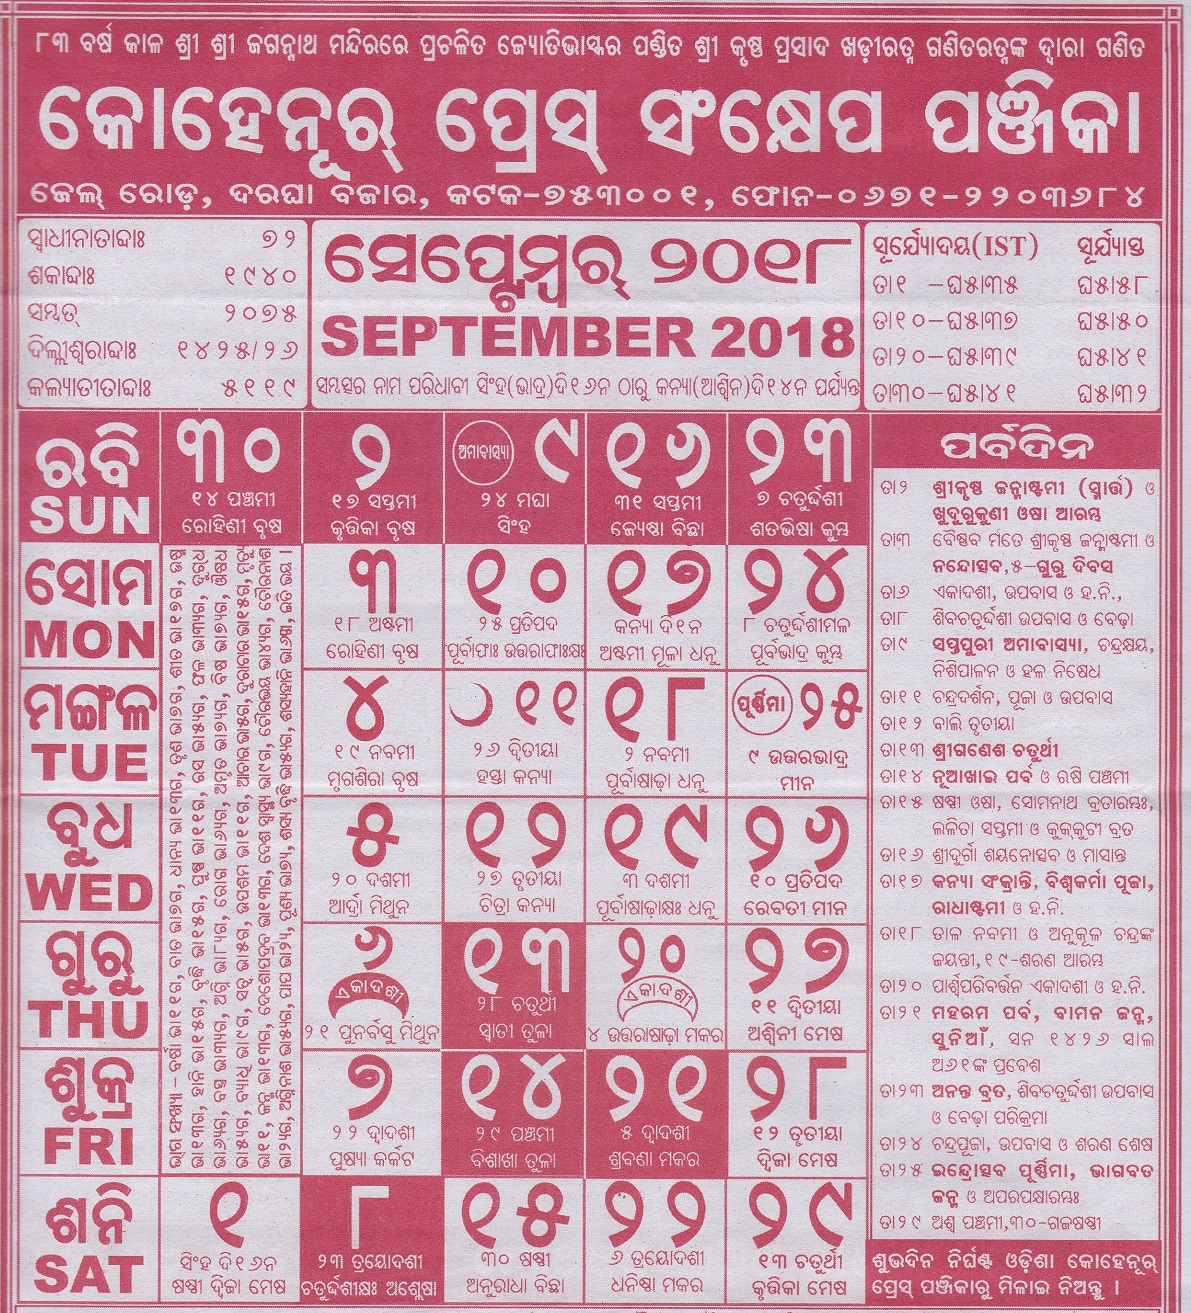 ୮୩ ବର୍ଷ କାଳ ଶ୍ରୀ ଶ୍ରୀ ଜଗନ୍ନାଥ ମନ୍ଦିରରେ ପ୍ରଚଳିତ ଜ୍ୟୋତିଭାସ୍କର ପଣ୍ଡିତ ଶ୍ରୀ କୃଷ୍ଣ ପ୍ରସାଦ ଖଡ଼ୀରତ୍ନ ଗଣିତରତ୍ନଙ୍କ ଦ୍ୱାରା ଗଣିତ
କୋହେନୂର୍ ପ୍ରେସ୍ ସଂକ୍ଷେପ ପଞ୍ଜିକା
ଜେଲ୍ ରୋଡ଼, ଦରଘା ବଜାର, କଟକ-୭୫୩୦୦୧, ଫୋନ-୦୬୭୧-୨୨୦୩୬୮୪
ସ୍ୱାଧୀନାତାବ୍ଦାଃ ୭୨
ଶକାବ୍ଦାଃ ୧୯୪୦
ସମ୍ବତ୍ ୨୦୭୫
ଦିଲ୍ଲୀଶ୍ୱରାବ୍ଦାଃ ୧୪୨୫/୨୬
କଳ୍ୟାତୀତାବ୍ଦାଃ ୫୧୧୯
ସେପ୍ଟେମ୍ବର୍ ୨୦୧୮
SEPTEMBER 2018
ସମ୍ବତ୍ସର ନାମ ପରିଧାବୀ ସିଂହ(ଭାଦ୍ର)ଦି୧୬ନ ଠାରୁ କନ୍ୟା(ଆଶ୍ୱିନ)ଦି୧୪ନ ପର୍ଯ୍ୟନ୍ତ
ସୂର୍ଯ୍ୟୋଦୟ(IST) ସୂର୍ଯ୍ୟାସ୍ତ
ତା୧ -ଘ୫।୩୫ ଘ୫।୫୮
ତା୧୦-ଘ୫।୩୭ ଘ୫।୫୦
ତା୨୦-ଘ୫।୩୯ ଘ୫।୪୧
ତା୩୦-ଘ୫।୪୧ ଘ୫।୩୨
ରବି
SUN
୩୦
୧୪ ପଞ୍ଚମୀ
ରୋହିଣୀ ବୃଷ
୨
୧୭ ସପ୍ତମୀ
କୃତ୍ତିକା ବୃଷ
ଅମାବାସ୍ୟା ୯
୨୪ ମଘା
ସିଂହ
୧୬
୩୧ ସପ୍ତମୀ
ଜ୍ୟେଷ୍ଠା ବିଛା
୨୩
୭ ଚତୁର୍ଦ୍ଦଶୀ
ଶତଭିଷା କୁମ୍ଭ
ସୋମ
MON
୩
୧୮ ଅଷ୍ଟମୀ
ରୋହିଣୀ ବୃଷ
୧୦
୨୫ ପ୍ରତିପଦ
ପୂର୍ବାଫାଃ ଉତ୍ତରାଫାଃକ୍ଷଃ
୧୭
କନ୍ୟା ଦି୧ନ
ଅଷ୍ଟମୀ ମୂଳା ଧନୁ
୨୪
୮ ଚତୁର୍ଦ୍ଦଶୀମଳ
ପୂର୍ବଭାଦ୍ର କୁମ୍ଭ
ମଙ୍ଗଳ
TUE
୪
୧୯ ନବମୀ
ମୃଗଶିରା ବୃଷ
୧୧
୨୬ ଦ୍ୱିତୀୟା
ହସ୍ତା କନ୍ୟା
୧୮
୨ ନବମୀ
ପୂର୍ବାଷାଢ଼ା ଧନୁ
ପୂର୍ଣ୍ଣିମା ୨୫
୯ ଉତ୍ତରଭାଦ୍ର
ମୀନ
ବୁଧ
WED
୫
୨୦ ଦଶମୀ
ଆର୍ଦ୍ରା ମିଥୁନ
୧୨
୨୭ ତୃତୀୟା
ଚିତ୍ରା କନ୍ୟା
୧୯
୩ ଦଶମୀ
ପୂର୍ବାଷାଢ଼ାକ୍ଷଃ ଧନୁ
୨୬
୧୦ ପ୍ରତିପଦ
ରେବତୀ ମୀନ
ଗୁରୁ
THU
୬
ଏକାଦଶୀ
୨୧ ପୁନର୍ବସୁ ମିଥୁନ
୧୩
୨୮ ଚତୁର୍ଥୀ
ସ୍ୱାତୀ ତୁଳା
୨୦
ଏକାଦଶୀ
୪ ଉତ୍ତରାଷାଢ଼ା ମକର
୨୭
୧୧ ଦ୍ୱିତୀୟା
ଅଶ୍ୱିନୀ ମେଷ
ଶୁକ୍ର
FRI
୭
୨୨ ଦ୍ୱାଦଶୀ
ପୁଷ୍ୟା କର୍କଟ
୧୪
୨୯ ପଞ୍ଚମୀ
ବିଶାଖା ତୁଳା
୨୧
୫ ଦ୍ୱାଦଶୀ
ଶ୍ରବଣା ମକର
୨୮
୧୨ ତୃତୀୟା
ଦ୍ୱିଜା ମେଷ
ଶନି
SAT
୧
ସିଂହ ଦି୧୬ନ
ଷଷ୍ଠୀ ଦ୍ୱିଜା ମେଷ
୮
୨୩ ତ୍ରୟୋଦଶୀ
ଚତୁର୍ଦ୍ଦଶୀକ୍ଷଃ ଅଶ୍ଳେଷା
୧୫
୩୦ ଷଷ୍ଠୀ
ଅନୁରାଧା ବିଛା
୨୨
୬ ତ୍ରୟୋଦଶୀ
ଧନିଷ୍ଠା ମକର
୨୯
୧୩ ଚତୁର୍ଥୀ
କୃତ୍ତିକା ମେଷ
ପର୍ବଦିନ
ତା୨ ଶ୍ରୀକୃଷ୍ଣ ଜନ୍ମାଷ୍ଟମୀ (ସ୍ମାର୍ତ୍ତ) ଓ
ଖୁଦୁରୁକୁଣୀ ଓଷା ଆରମ୍ଭ
ତା୩ ବୈଷ୍ଣବ ମତେ ଶ୍ରୀକୃଷ୍ଣ ଜନ୍ମାଷ୍ଟମୀ ଓ
ନନ୍ଦୋତ୍ସବ,୫-ଗୁରୁ ଦିବସ
ତା୬ ଏକାଦଶୀ, ଉପବାସ ଓ ହ.ନି.,
ତା୮ ଶିବଚତୁର୍ଦ୍ଦଶୀ ଉପବାସ ଓ ବେଢ଼ା
ତା୯ ସପ୍ତପୁରୀ ଅମାବାସ୍ୟା, ଚନ୍ଦ୍ରକ୍ଷୟ,
ନିଶିପାଳନ ଓ ହଳ ନିଷେଧ
ତା୧୧ ଚନ୍ଦ୍ରଦର୍ଶନ, ପୂଜା ଓ ଉପବାସ
ତା୧୨ ବାଲି ତୃତୀୟା
ତା୧୩ ଶ୍ରୀଗଣେଶ ଚତୁର୍ଥୀ
ତା୧୪ ନୂଆଖାଇ ପର୍ବ ଓ ଋଷି ପଞ୍ଚମୀ
ତା୧୫ ଷଷ୍ଠୀ ଓଷା, ସୋମନାଥ ବ୍ରତାରମ୍ଭଃ,
ଲଳିତା ସପ୍ତମୀ ଓ କୁକ୍କୁଟୀ ବ୍ରତ
ତା୧୬ ଶ୍ରୀଦୁର୍ଗା ଶୟନୋତ୍ସବ ଓ ମାସାନ୍ତ
ତା୧୭ କନ୍ୟା ସଂକ୍ରାନ୍ତି, ବିଶ୍ୱକର୍ମା ପୂଜା,
ରାଧାଷ୍ଟମୀ ଓ ହ.ନି.
ତା୧୮ ତାଳ ନବମୀ ଓ ଅନୁକୂଳ ଚନ୍ଦ୍ରଙ୍କ
ଜୟନ୍ତୀ,୧୯-ଶରଣ ଆରମ୍ଭ
ତା୨୦ ପାର୍ଶ୍ୱପରିବର୍ତ୍ତନ ଏକାଦଶୀ ଓ ହ.ନି.
ତା୨୧ ମହରମ ପର୍ବ, ବାମନ ଜନ୍ମ,
ସୁନିଆଁ, ସନ ୧୪୨୬ ସାଲ
ଅ୬୧ଙ୍କ ପ୍ରବେଶ
ତା୨୩ ଅନନ୍ତ ବ୍ରତ, ଶିବଚତୁର୍ଦ୍ଦଶୀ ଉପବାସ
ଓ ବେଢ଼ା ପରିକ୍ରମା
ତା୨୪ ଚନ୍ଦ୍ରପୂଜା, ଉପବାସ ଓ ଶରଣ ଶେଷ
ତା୨୫ ଇନ୍ଦ୍ରୋତ୍ସବ ପୂର୍ଣ୍ଣିମା, ଭାଗବତ
ଜନ୍ମ ଓ ଅପରପକ୍ଷାରମ୍ଭଃ
ତା୨୯ ଅଶ୍ୱ ପଞ୍ଚମୀ,୩୦-ଗଜଷଷ୍ଠୀ
ଶୁଭଦିନ ନିର୍ଘଣ୍ଟ ଓଡ଼ିଶା କୋହେନୂର୍
ପ୍ରେସ୍ ପଞ୍ଜିକାରୁ ମିଳାଇ ନିଅନ୍ତୁ ।